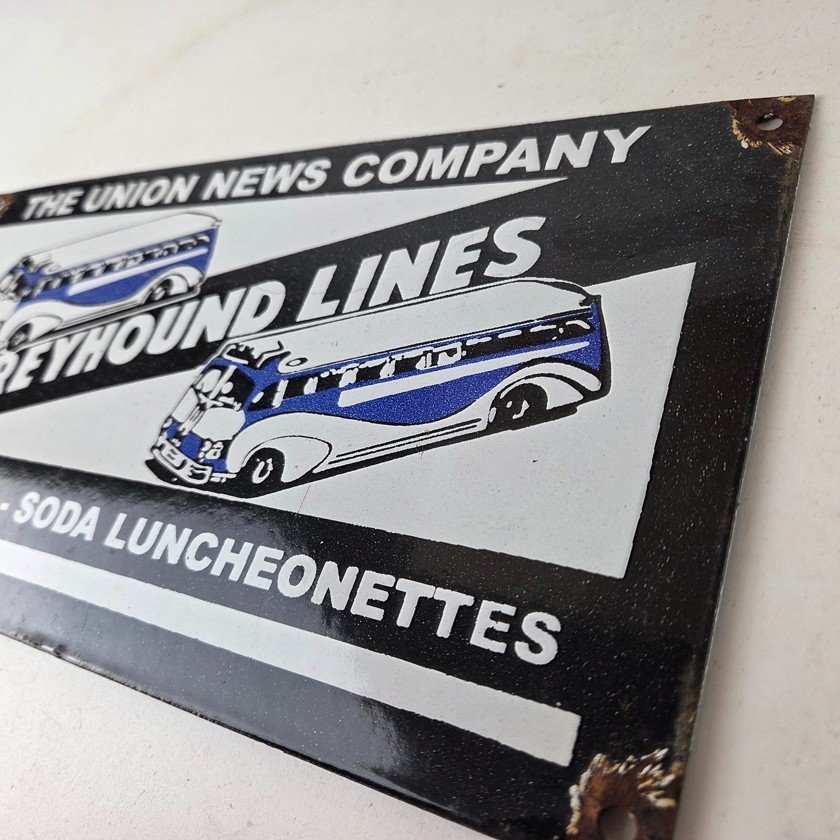 THE UNION NEWS COMPANY
REYHOUND LINES
- SODA LUNCHEONETTES